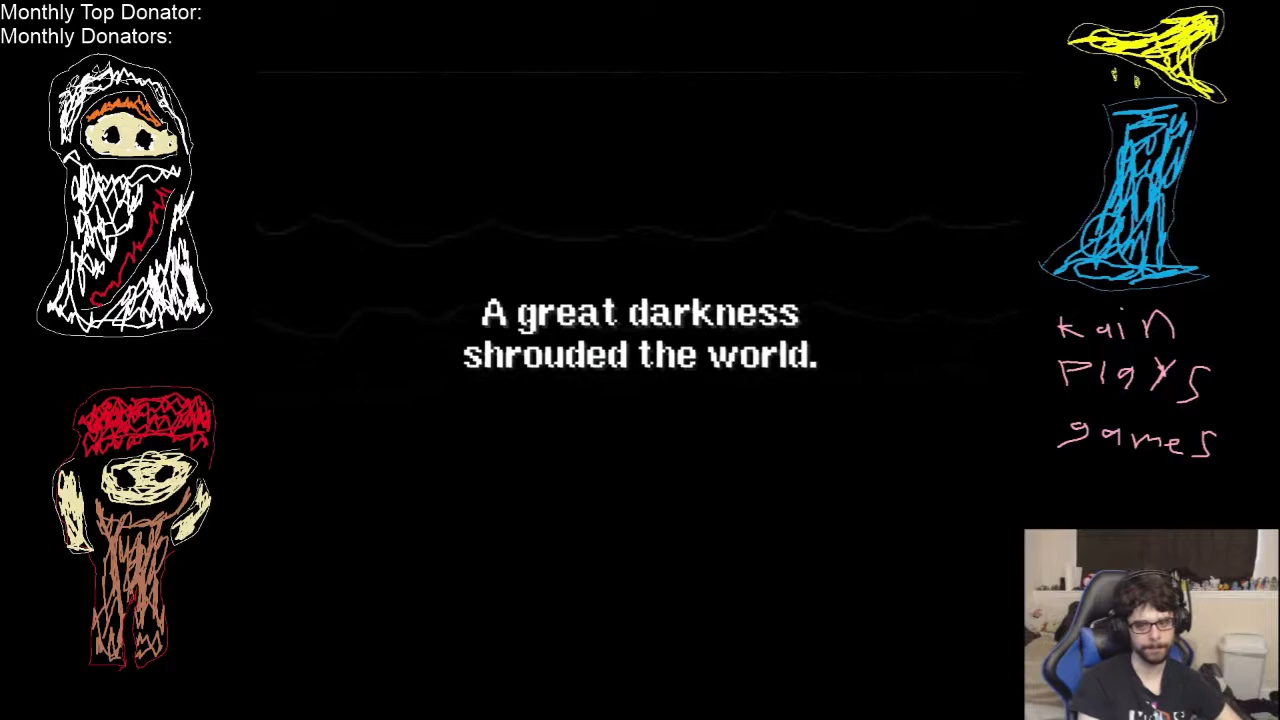 Monthly Top Donator:
Monthly Donators:
A great darkness
shrouded the world.
kain
Plays
games